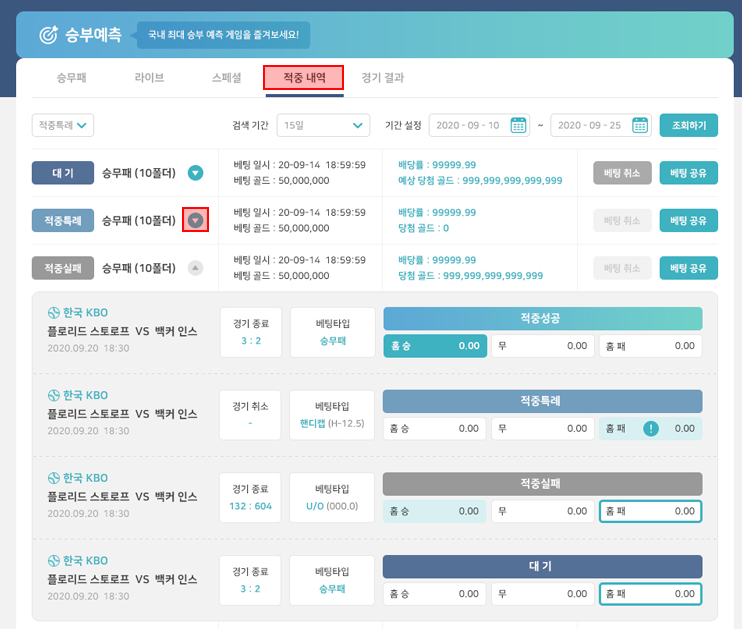 승부예측 국내 최대 승부 예측 게임을 즐겨보세요!
승무패 라이브 스페셜 적중 내역 경기 결과
적중특례 검색 기간 15일 기간 설정 2020 - 09 - 10 ~ 2020 - 09 - 25 조회하기
대 기 승무패 (10폴더) 베팅 일시 : 20-09-14 18:59:59 배당률 : 99999.99 베팅 취소 베팅 공유
베팅 골드 : 50,000,000 예상 당첨 골드 : 999,999,999,999,999
적중특례 승무패 (10폴더) 베팅 일시 : 20-09-14 18:59:59 배당률 : 99999.99 베팅 취소 베팅 공유
베팅 골드 : 50,000,000 당첨 골드 : 0
적중실패 승무패 (10폴더) 베팅 일시 : 20-09-14 18:59:59 배당률 : 99999.99 베팅 취소 베팅 공유
베팅 골드 : 50,000,000 당첨 골드 : 999,999,999,999,999
한국 KBO 경기 종료 베팅타입 적중성공
플로리드 스토로프 VS 백커 인스 3 : 2 승무패 홈 승 0.00 무 0.00 홈 패 0.00
2020.09.20 18:30
한국 KBO 경기 취소 베팅타입 적중특례
플로리드 스토로프 VS 백커 인스 - 핸디캡 (H-12.5) 홈 승 0.00 무 0.00 홈 패 ! 0.00
2020.09.20 18:30
한국 KBO 경기 종료 베팅타입 적중실패
플로리드 스토로프 VS 백커 인스 132 : 604 U/O (000.0) 홈 승 0.00 무 0.00 홈 패 0.00
2020.09.20 18:30
한국 KBO 경기 종료 베팅타입 대 기
플로리드 스토로프 VS 백커 인스 3 : 2 승무패 홈 승 0.00 무 0.00 홈 패 0.00
2020.09.20 18:30